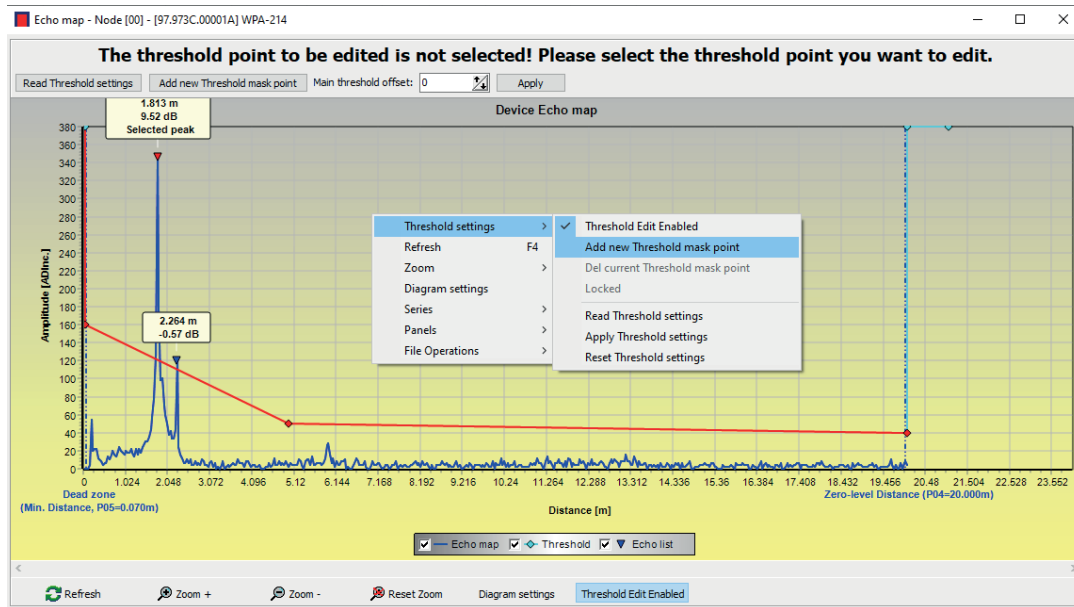 Echo map - Node [00] - [97.973C.00001A] WPA-214
The threshold point to be edited is not selected! Please select the threshold point you want to edit.
Read Threshold settings Add new Threshold mask point Main threshold offset: 0 Apply
Device Echo map
1.813 m
9.52 dB
Selected peak
2.264 m
-0.57 dB
Amplitude [ADInc.]
380
360
340
320
300
280
260
240
220
200
180
160
140
120
100
80
60
40
20
0
Threshold settings >
Refresh F4
Zoom >
Diagram settings
Series >
Panels >
File Operations >
Threshold Edit Enabled
Add new Threshold mask point
Del current Threshold mask point
Locked
Read Threshold settings
Apply Threshold settings
Reset Threshold settings
0 1.024 2.048 3.072 4.096 5.12 6.144 7.168 8.192 9.216 10.24 11.264 12.288 13.312 14.336 15.36 16.384 17.408 18.432 19.456 20.48 21.504 22.528 23.552
Dead zone
(Min. Distance, P05=0.070m)
Zero-level Distance (P04=20.000m)
Distance [m]
Echo map Threshold Echo list
Refresh Zoom + Zoom - Reset Zoom Diagram settings Threshold Edit Enabled